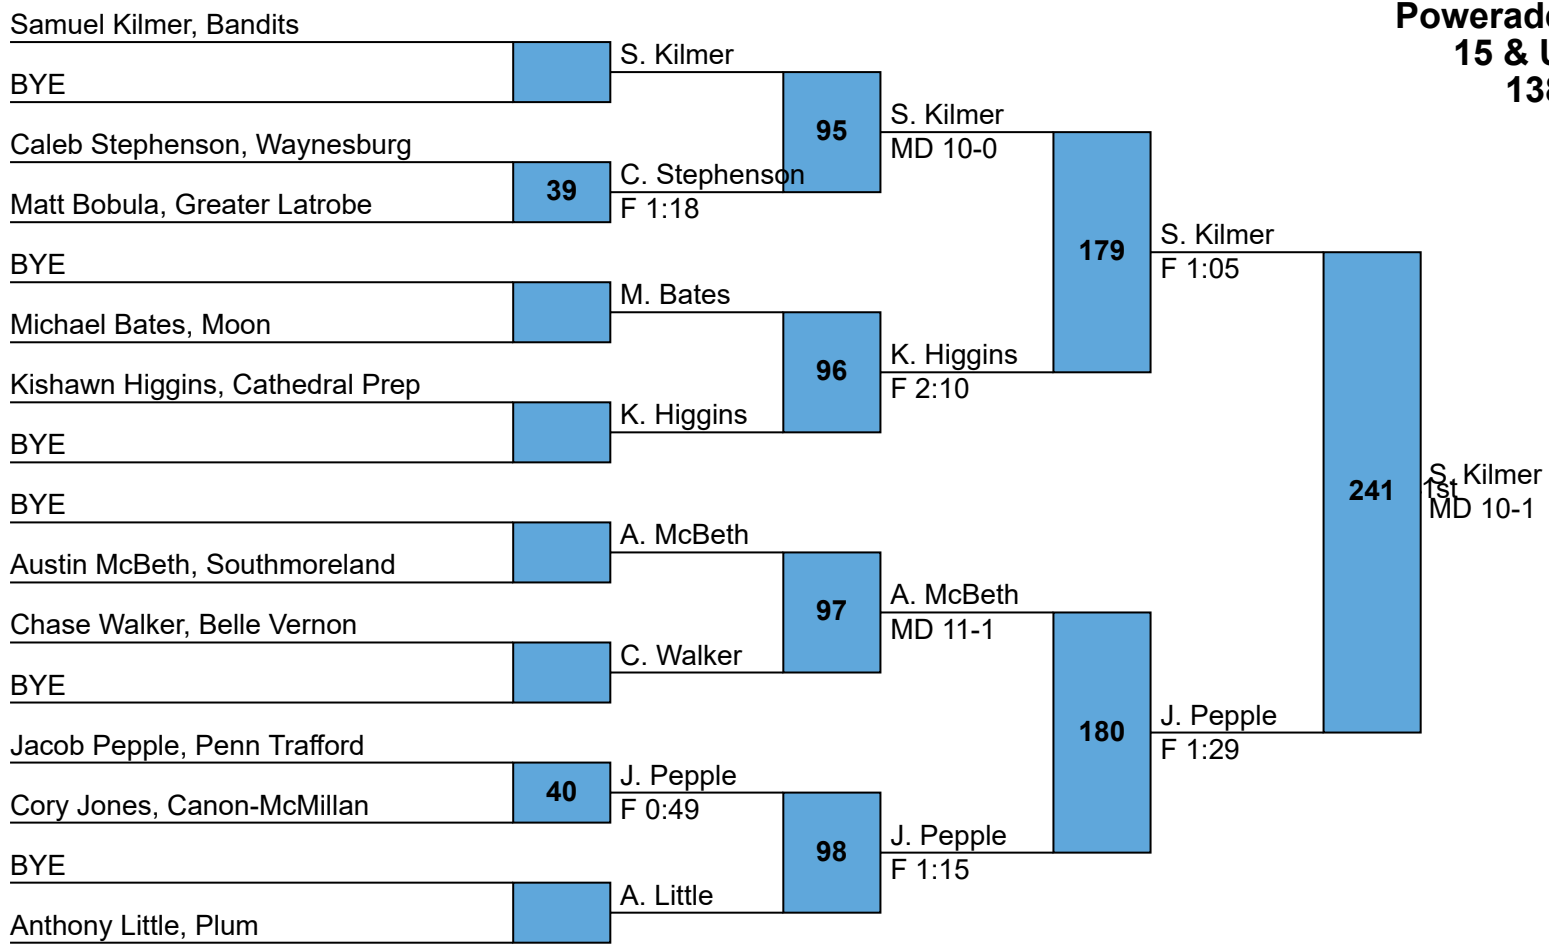 Samuel Kilmer, Bandits
BYE
Caleb Stephenson, Waynesburg
Matt Bobula, Greater Latrobe
BYE
Michael Bates, Moon
Kishawn Higgins, Cathedral Prep
BYE
BYE
Austin McBeth, Southmoreland
Chase Walker, Belle Vernon
BYE
Jacob Pepple, Penn Trafford
Cory Jones, Canon-McMillan
BYE
Anthony Little, Plum
39
40
S. Kilmer
C. Stephenson
F 1:18
M. Bates
K. Higgins
A. McBeth
C. Walker
J. Pepple
F 0:49
A. Little
95
96
97
98
S. Kilmer
MD 10-0
K. Higgins
F 2:10
A. McBeth
MD 11-1
J. Pepple
F 1:15
179
180
S. Kilmer
F 1:05
J. Pepple
F 1:29
241
S. Kilmer
1st
MD 10-1
15 &